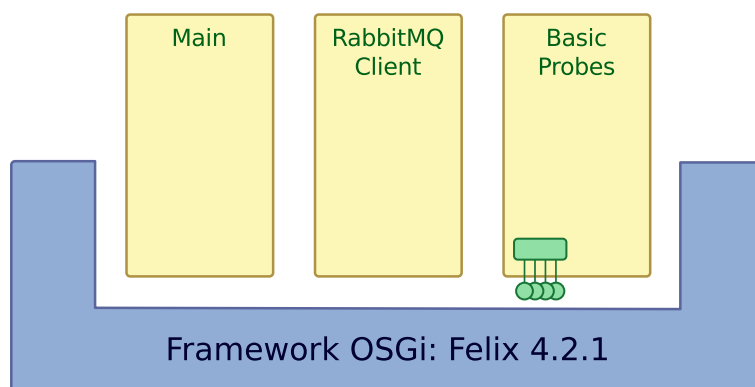 Main
RabbitMQ
Client
Basic
Probes
Framework OSGi: Felix 4.2.1